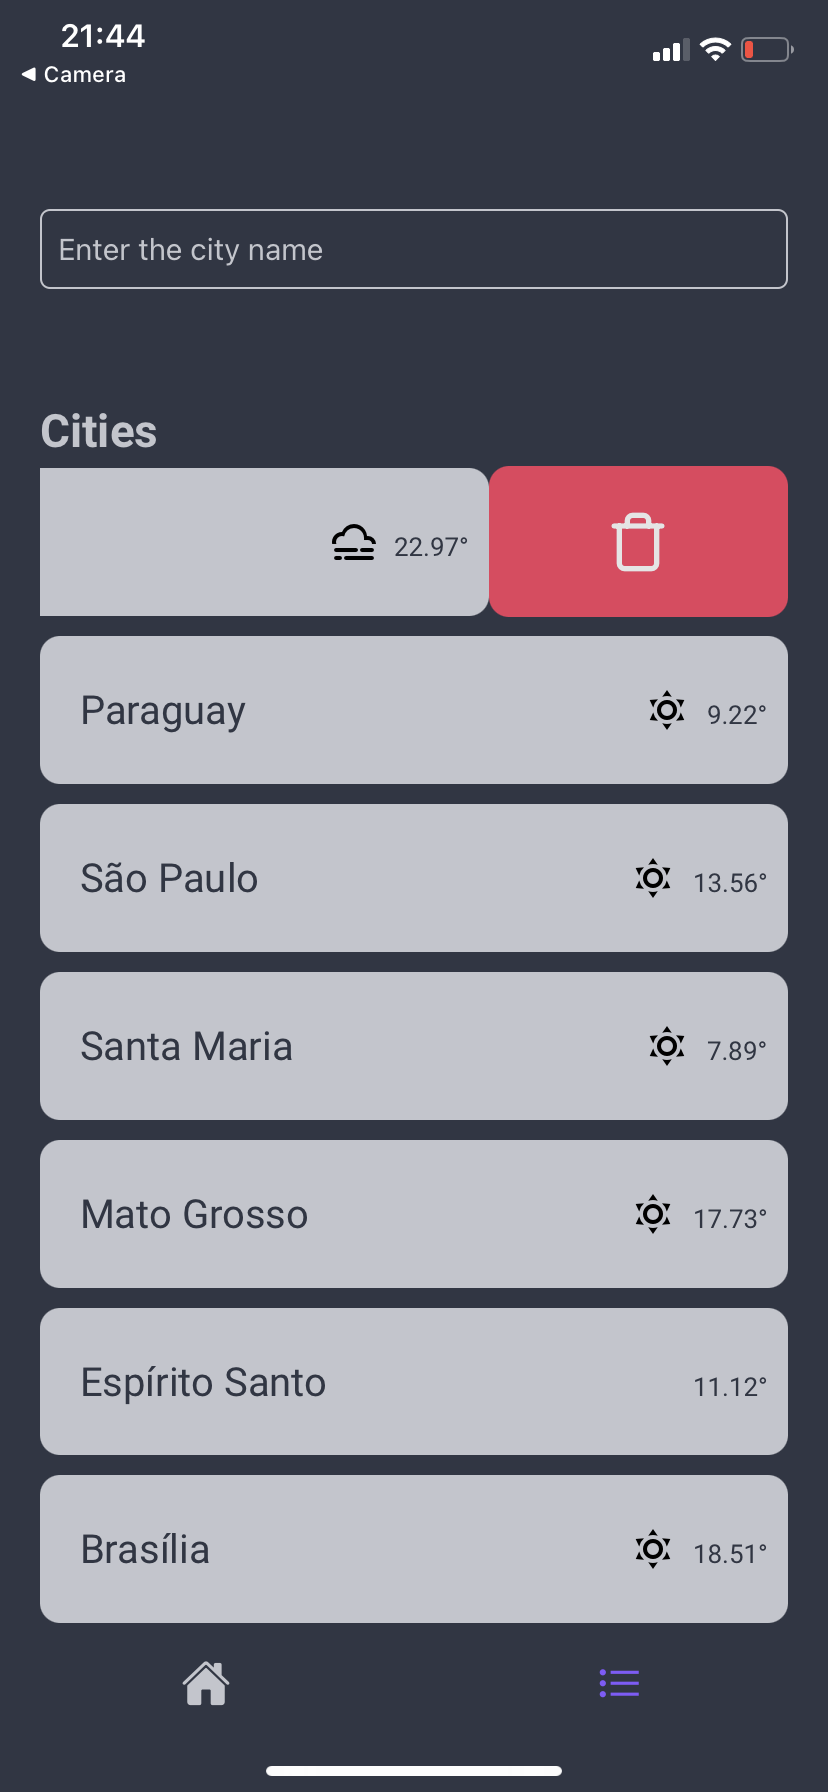 21:44
◀ Camera
Enter the city name
Cities
22.97°
Paraguay 9.22°
São Paulo 13.56°
Santa Maria 7.89°
Mato Grosso 17.73°
Espírito Santo 11.12°
Brasília 18.51°